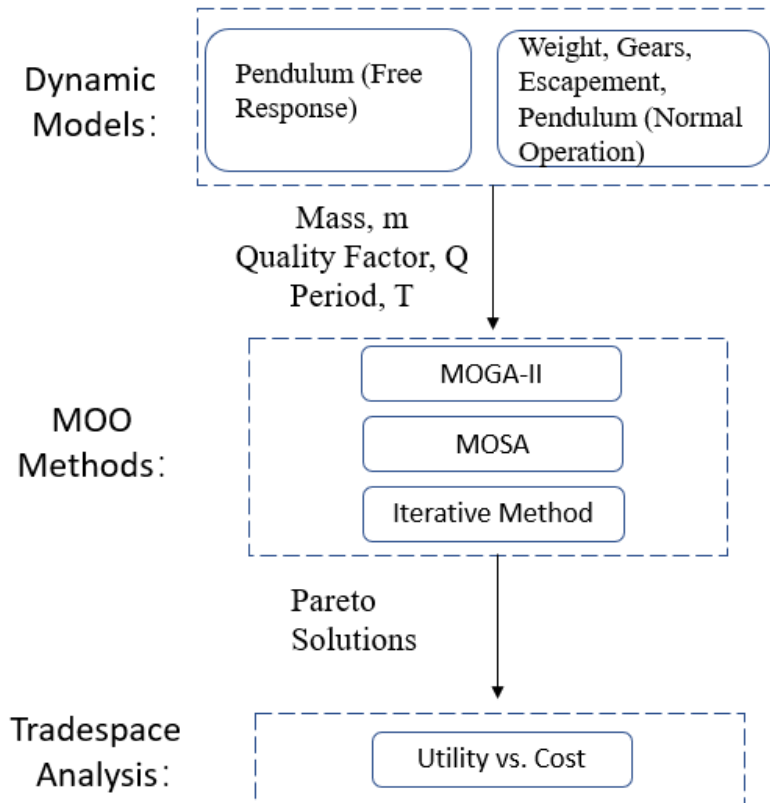 Dynamic
Models:
Pendulum (Free
Response)
Weight, Gears,
Escapement,
Pendulum (Normal
Operation)
Mass, m
Quality Factor, Q
Period, T
MOO
Methods:
MOGA-II
MOSA
Iterative Method
Pareto
Solutions
Tradespace
Analysis:
Utility vs. Cost